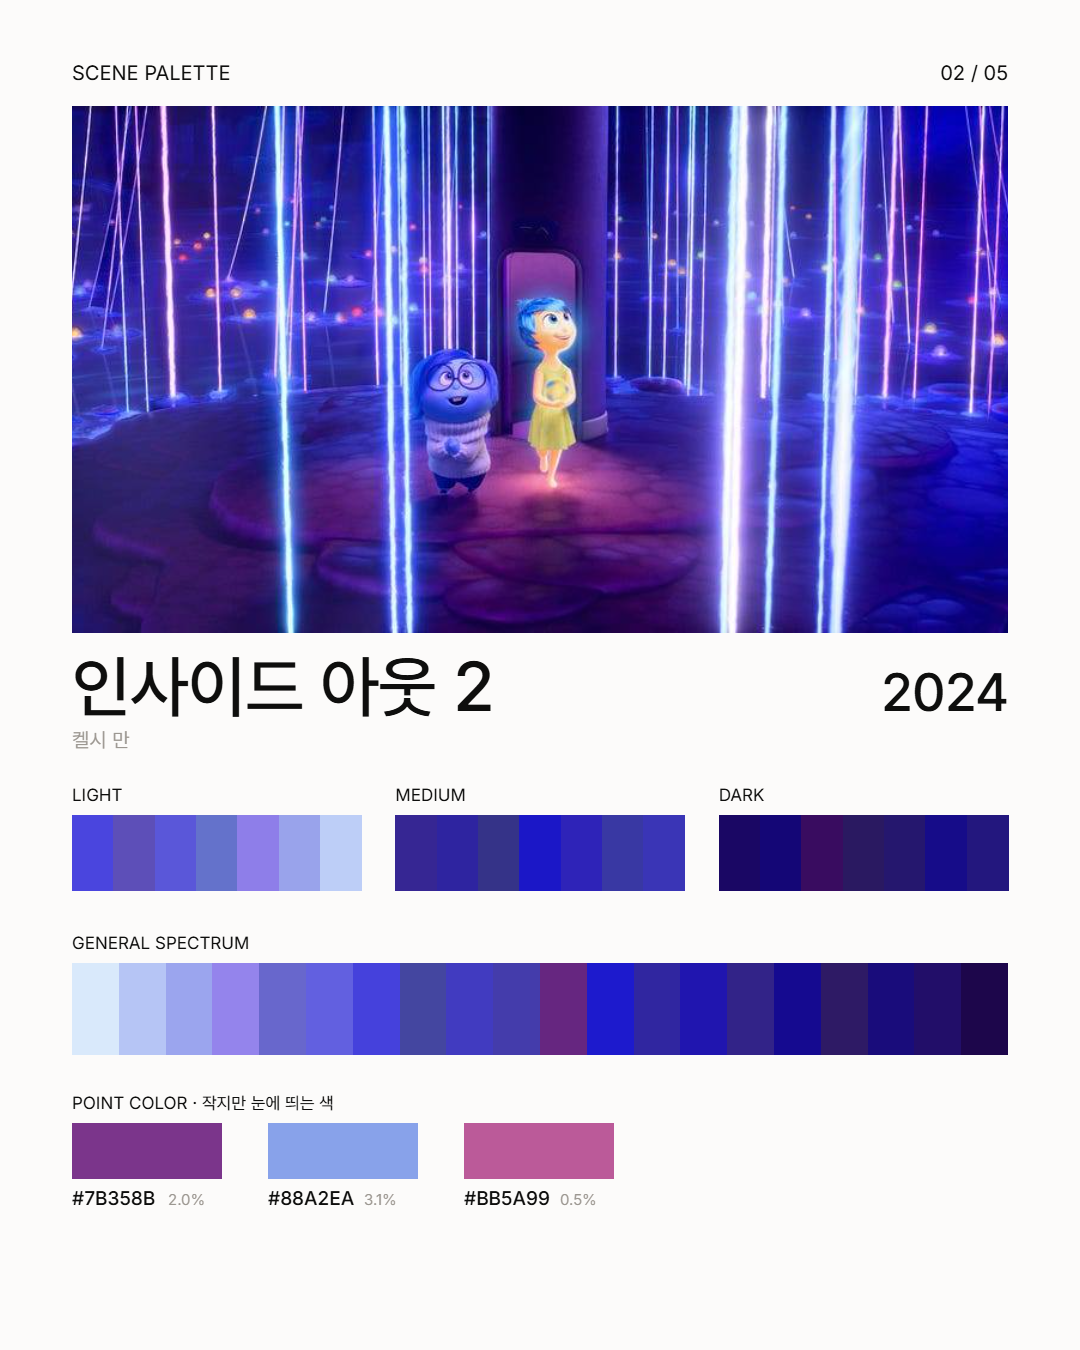 SCENE PALETTE
02 / 05
인사이드 아웃 2
2024
켈시 만
LIGHT
MEDIUM
DARK
GENERAL SPECTRUM
POINT COLOR · 작지만 눈에 띄는 색
#7B358B 2.0%
#88A2EA 3.1%
#BB5A99 0.5%